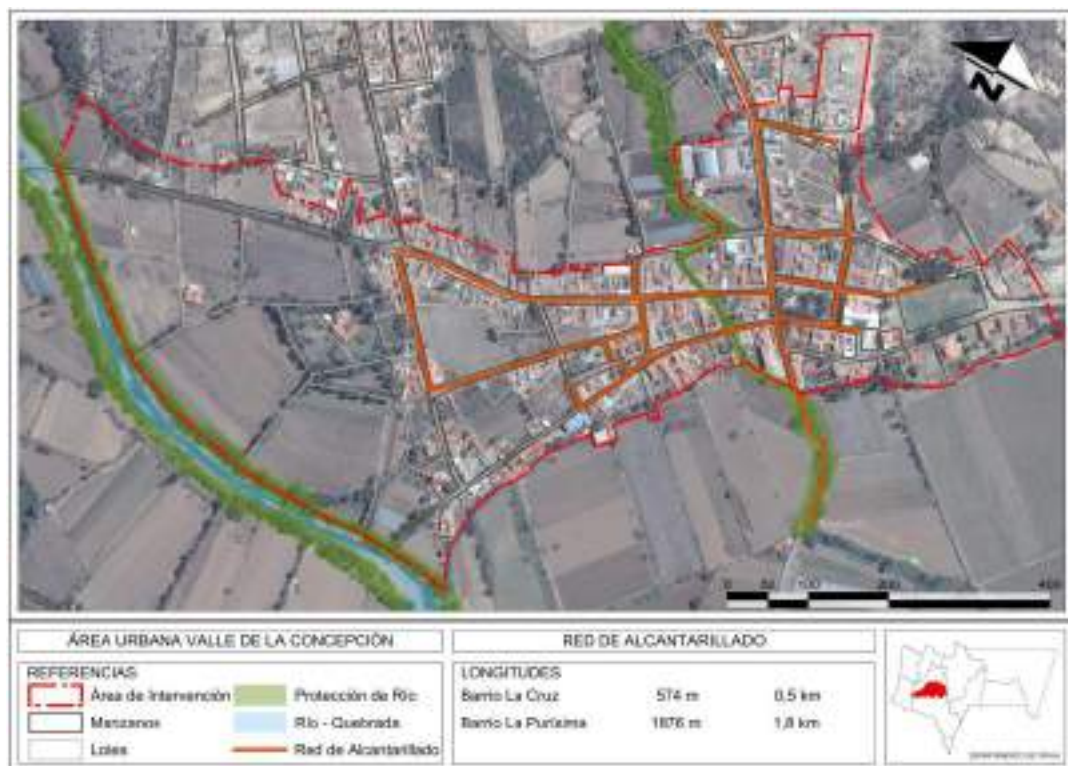 N
0 50 100 200 400
ÁREA URBANA VALLE DE LA CONCEPCIÓN
RED DE ALCANTARILLADO
REFERENCIAS
Área de Intervención
Protección de Río
Manzanos
Río - Quebrada
Lotes
Red de Alcantarillado
LONGITUDES
Barrio La Cruz 574 m 0,5 km
Barrio La Purísima 1876 m 1,8 km